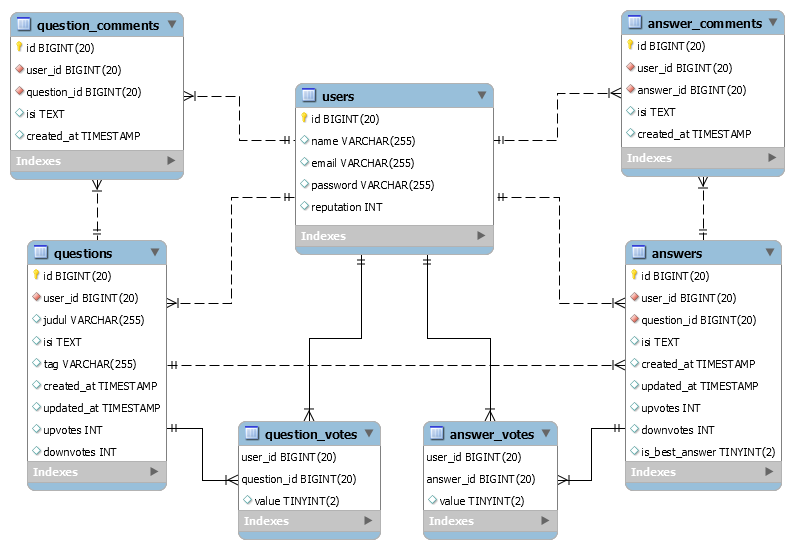 question_comments
id BIGINT(20)
user_id BIGINT(20)
question_id BIGINT(20)
isi TEXT
created_at TIMESTAMP
Indexes
users
id BIGINT(20)
name VARCHAR(255)
email VARCHAR(255)
password VARCHAR(255)
reputation INT
Indexes
answer_comments
id BIGINT(20)
user_id BIGINT(20)
answer_id BIGINT(20)
isi TEXT
created_at TIMESTAMP
Indexes
questions
id BIGINT(20)
user_id BIGINT(20)
judul VARCHAR(255)
isi TEXT
tag VARCHAR(255)
created_at TIMESTAMP
updated_at TIMESTAMP
upvotes INT
downvotes INT
Indexes
answers
id BIGINT(20)
user_id BIGINT(20)
question_id BIGINT(20)
isi TEXT
created_at TIMESTAMP
updated_at TIMESTAMP
upvotes INT
downvotes INT
is_best_answer TINYINT(2)
Indexes
question_votes
user_id BIGINT(20)
question_id BIGINT(20)
value TINYINT(2)
Indexes
answer_votes
user_id BIGINT(20)
answer_id BIGINT(20)
value TINYINT(2)
Indexes